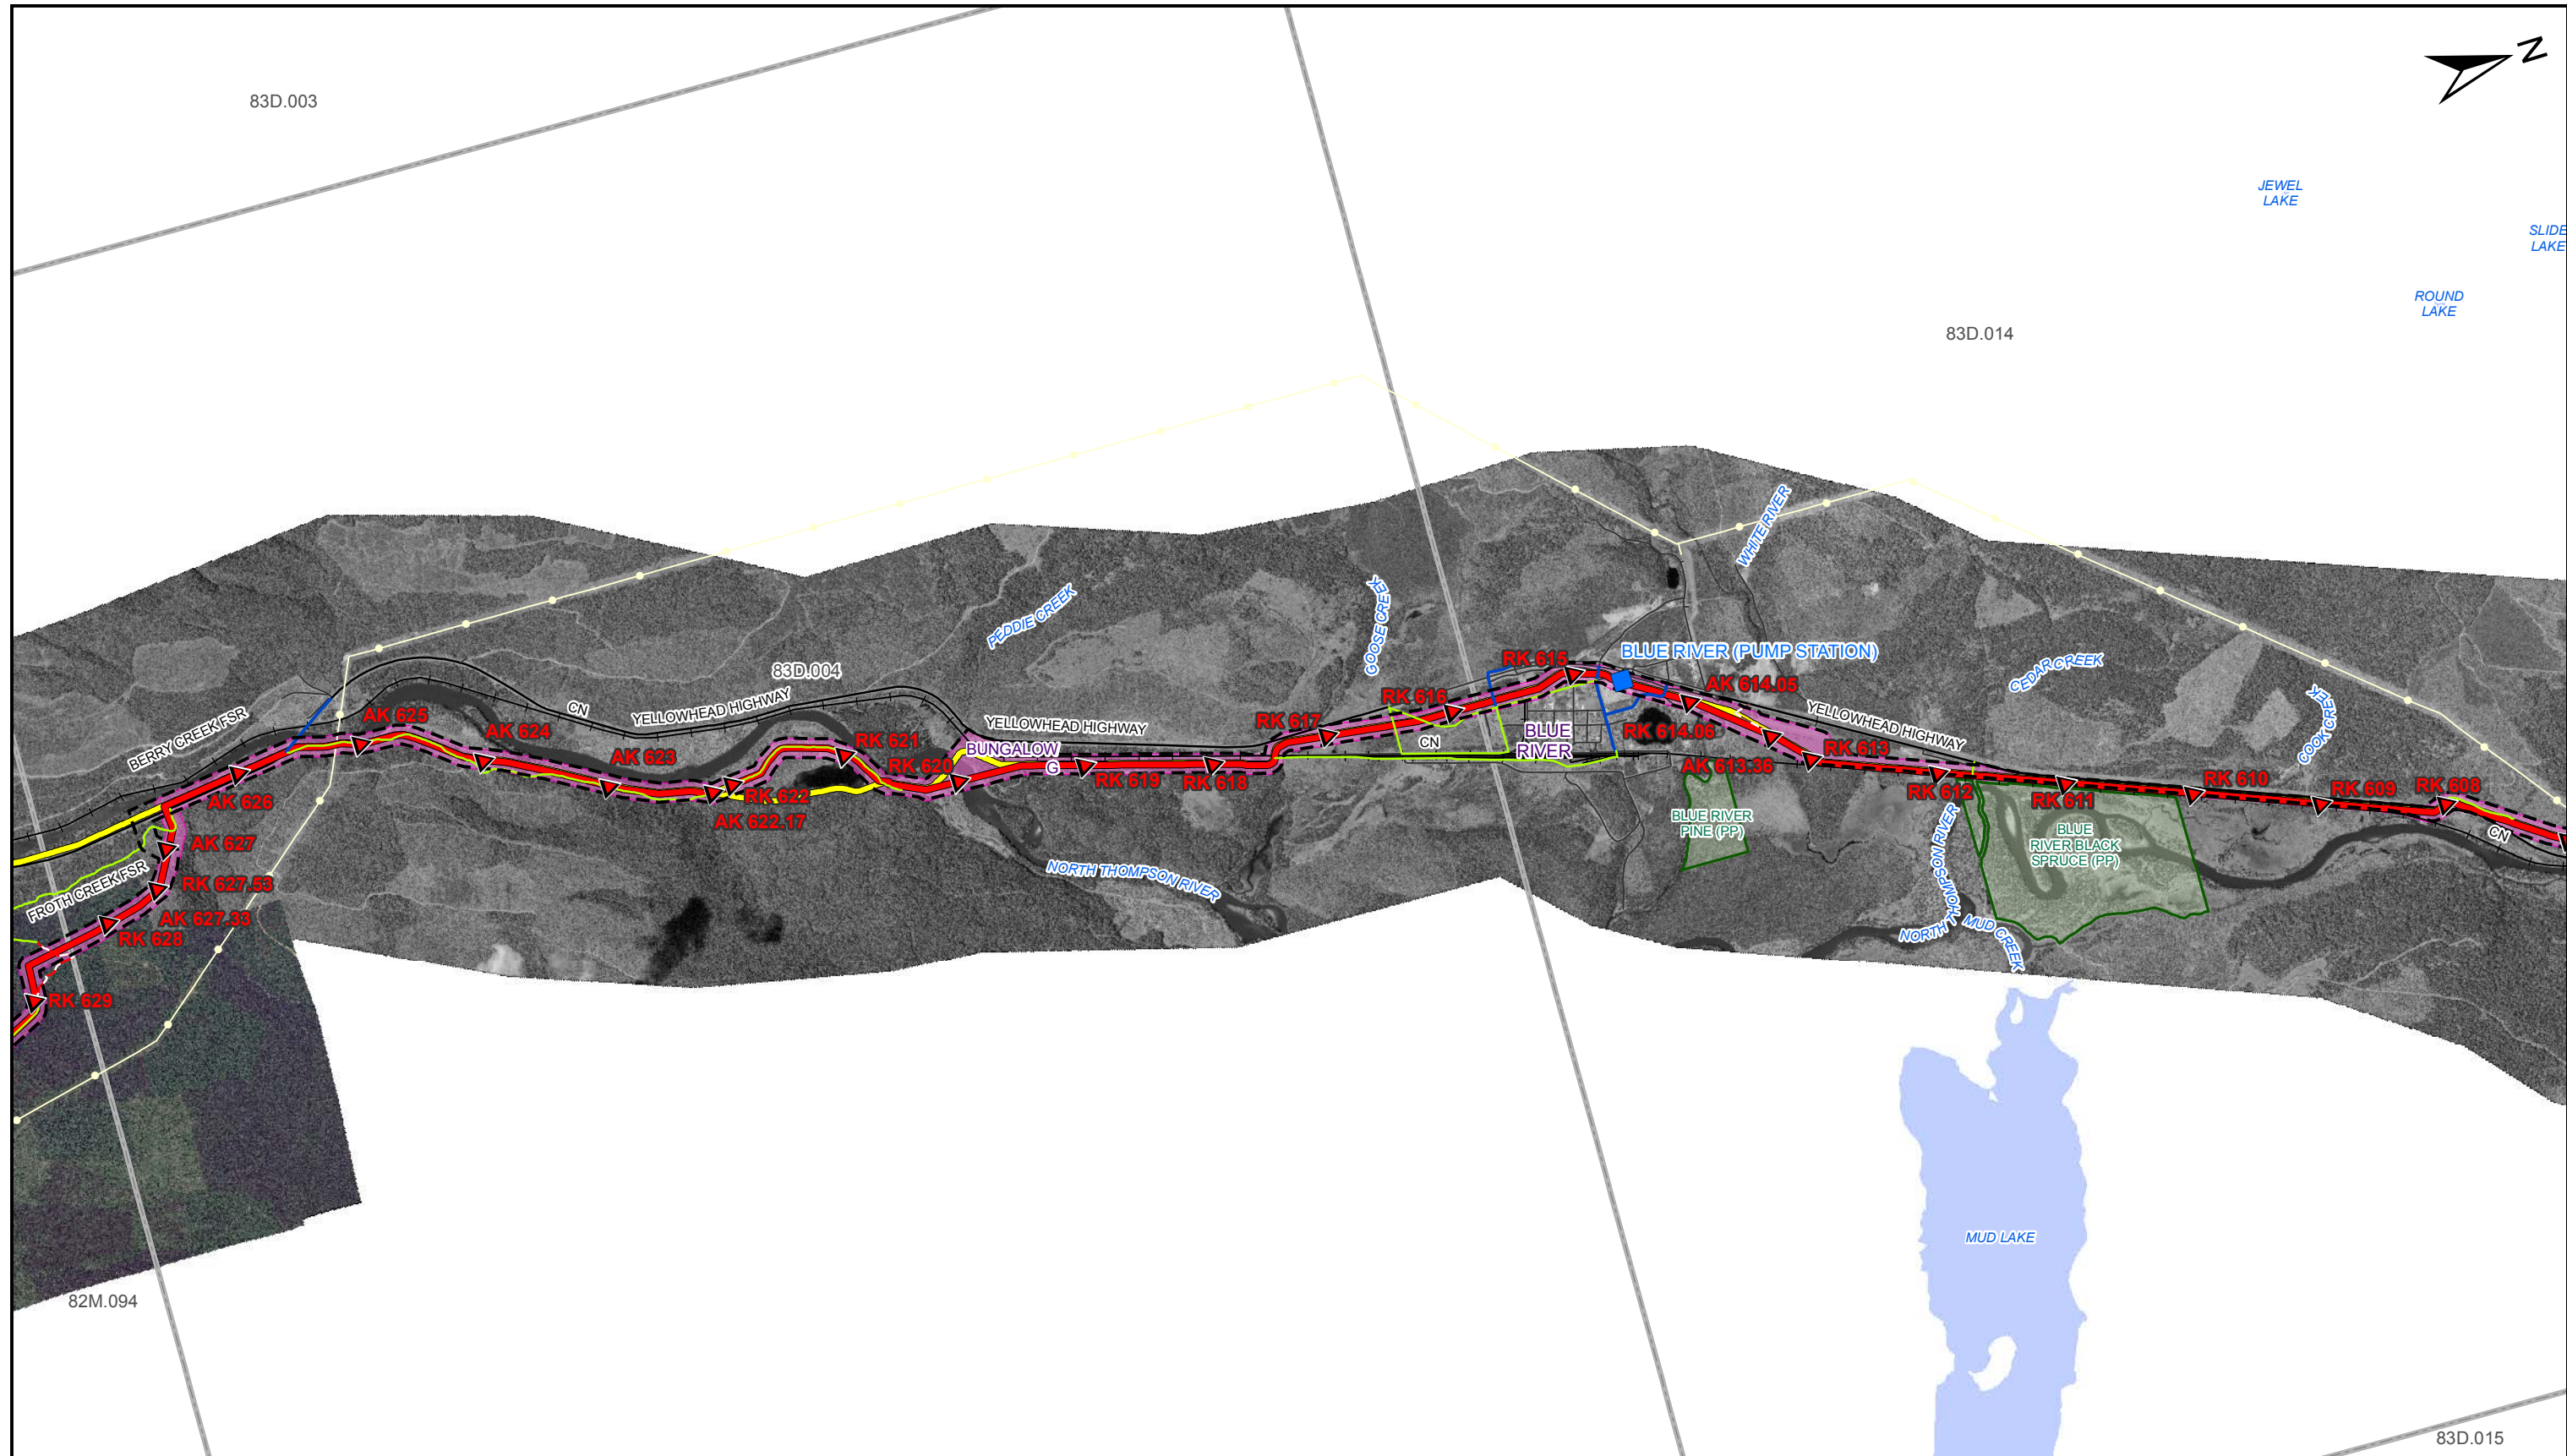 N
83D.003
JEWEL
LAKE
SLIDE
LAKE
ROUND
LAKE
83D.014
WHITE RIVER
PEDDIE CREEK
GOOSE CREEK
BLUE RIVER (PUMP STATION)
83D.004
CEDAR CREEK
COOK CREEK
BERRY CREEK FSR
CN
YELLOWHEAD HIGHWAY
YELLOWHEAD HIGHWAY
YELLOWHEAD HIGHWAY
RK 615
AK 614.05
RK 616
RK 617
AK 625
AK 624
AK 623
RK 621
BUNGALOW
G
RK 620
RK 619
RK 618
CN
BLUE
RIVER
RK 614.06
RK 613
AK 613.36
RK 612
RK 611
RK 610
RK 609
RK 608
CN
AK 626
RK 622
AK 622.17
AK 627
BLUE RIVER
PINE (PP)
BLUE
RIVER BLACK
SPRUCE (PP)
FROTH CREEK FSR
RK 627.53
AK 627.33
RK 628
RK 629
NORTH THOMPSON RIVER
NORTH THOMPSON RIVER
MUD CREEK
MUD LAKE
82M.094
83D.015